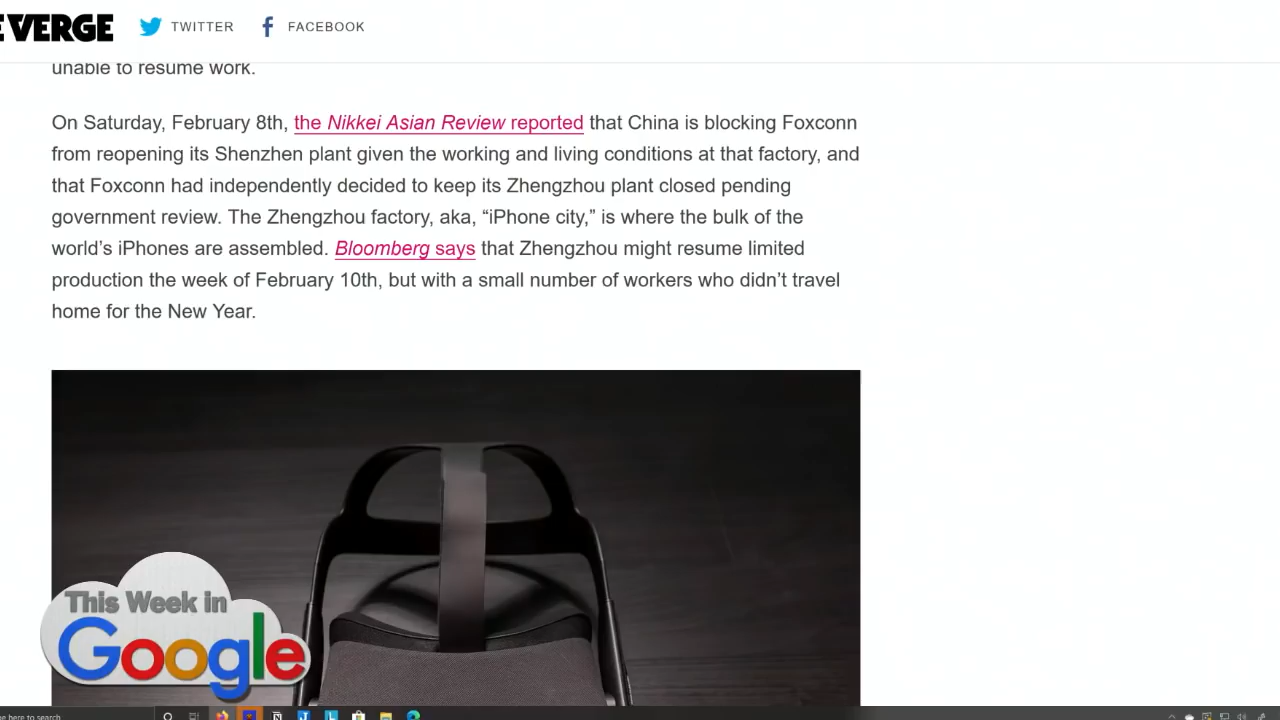 E VERGE
TWITTER
FACEBOOK
unable to resume work.
On Saturday, February 8th, the Nikkei Asian Review reported that China is blocking Foxconn
from reopening its Shenzhen plant given the working and living conditions at that factory, and
that Foxconn had independently decided to keep its Zhengzhou plant closed pending
government review. The Zhengzhou factory, aka, “iPhone city,” is where the bulk of the
world’s iPhones are assembled. Bloomberg says that Zhengzhou might resume limited
production the week of February 10th, but with a small number of workers who didn’t travel
home for the New Year.
This Week in
Google
here to search